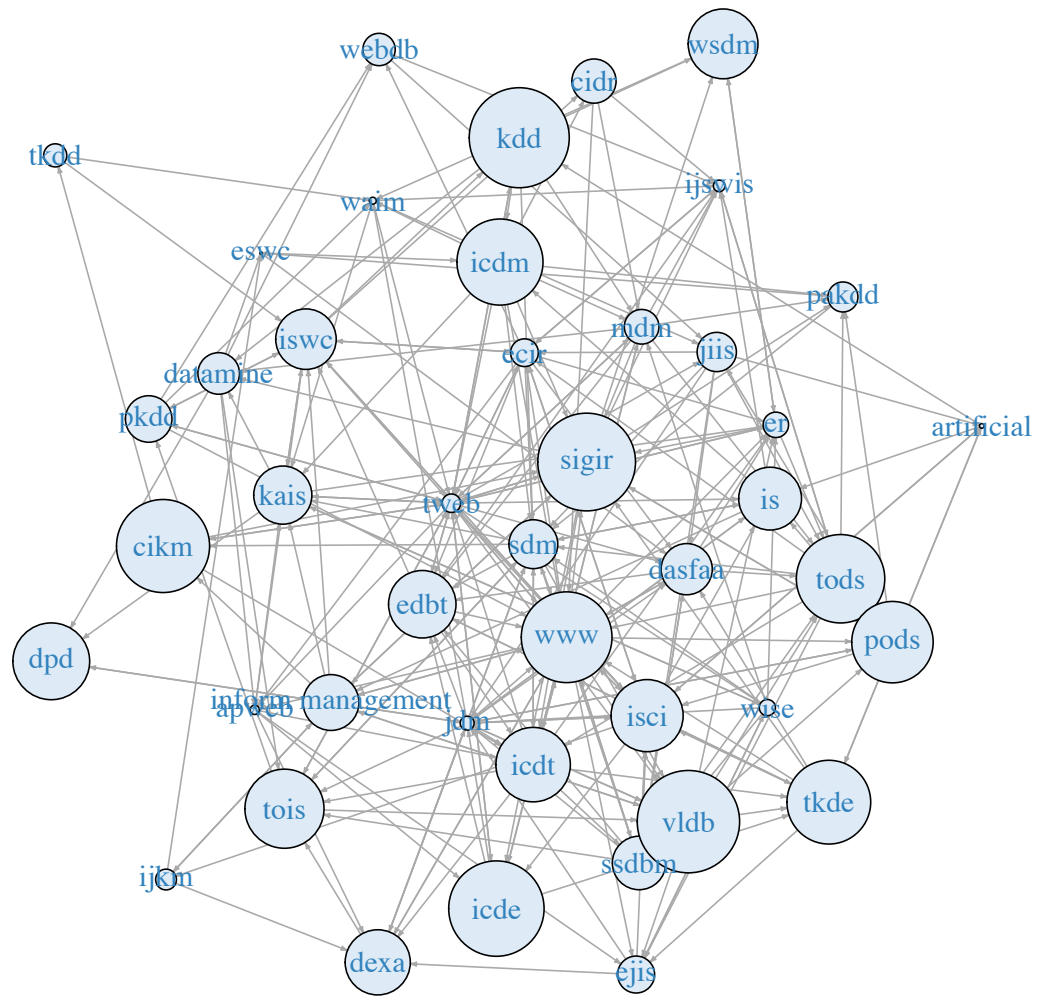 wsdm
webdb
cidr
kdd
tkdd
ijswis
waim
eswc
icdm
pakdd
mdm
iswc
ecir
jiis
datamine
pkdd
er
artificial
sigir
kais
tweb
is
cikm
sdm
dasfaa
tods
edbt
www
pods
dpd
inform management
apweb
jdm
isci
wise
icdt
tois
tkde
vldb
ssdbm
ijkm
icde
dexa
ejis